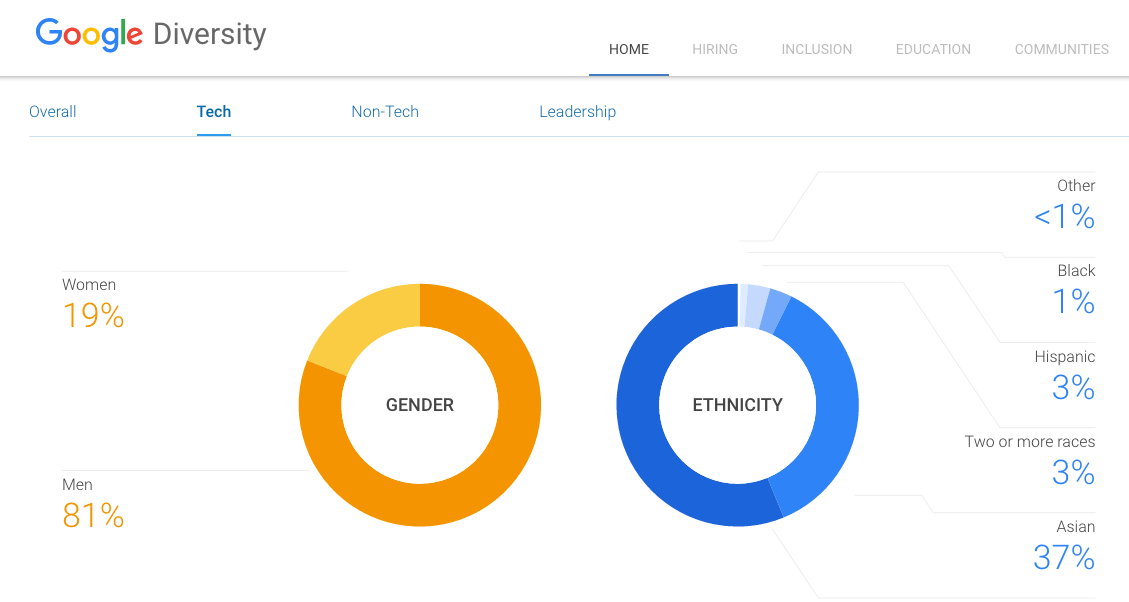 Google Diversity
HOME HIRING INCLUSION EDUCATION COMMUNITIES
Overall Tech Non-Tech Leadership
Women
19%
Men
81%
GENDER
ETHNICITY
Other
<1%
Black
1%
Hispanic
3%
Two or more races
3%
Asian
37%